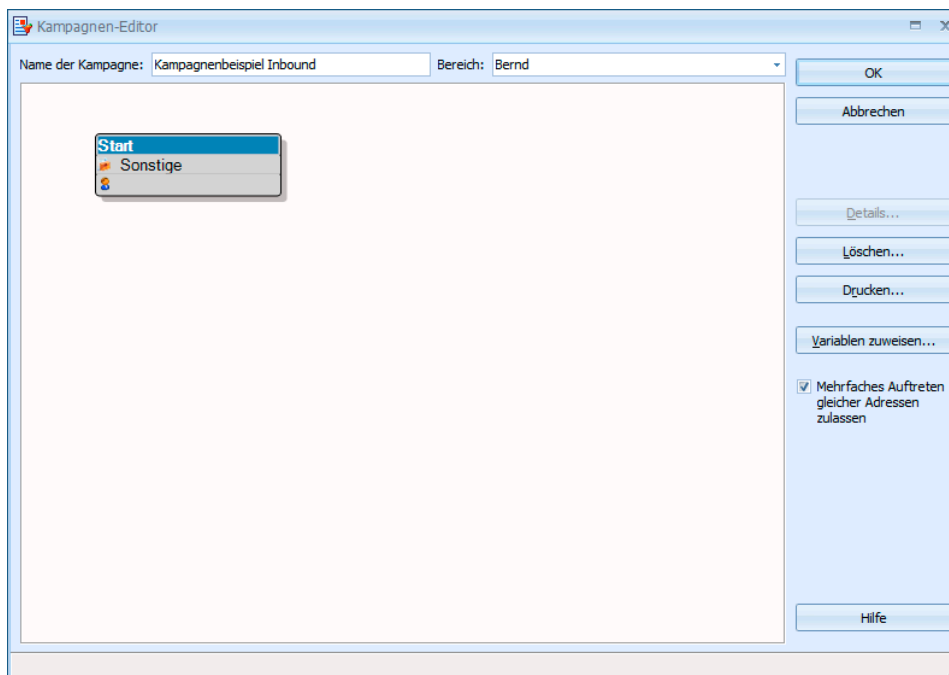 Kampagnen-Editor
Name der Kampagne: Kampagnenbeispiel Inbound Bereich: Bernd
OK
Abbrechen
Start
Sonstige
Details...
Löschen...
Drucken...
Variablen zuweisen...
Mehrfaches Auftreten
gleicher Adressen
zulassen
Hilfe